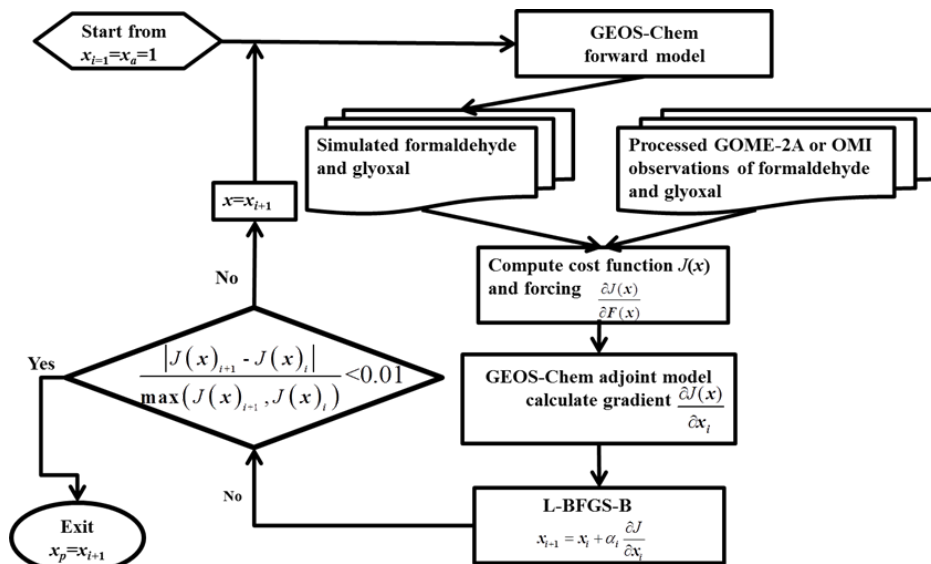 Start from
x_{i=1}=x_a=1
GEOS-Chem
forward model
Simulated formaldehyde
and glyoxal
Processed GOME-2A or OMI
observations of formaldehyde
and glyoxal
x=x_{i+1}
No
Compute cost function J(x)
and forcing ∂J(x)/∂F(x)
Yes
|J(x)_{i+1} - J(x)_i| / max(J(x)_{i+1}, J(x)_i) <0.01
GEOS-Chem adjoint model
calculate gradient ∂J(x)/∂x_i
No
L-BFGS-B
x_{i+1} = x_i + α_i ∂J/∂x_i
Exit
x_p=x_{i+1}